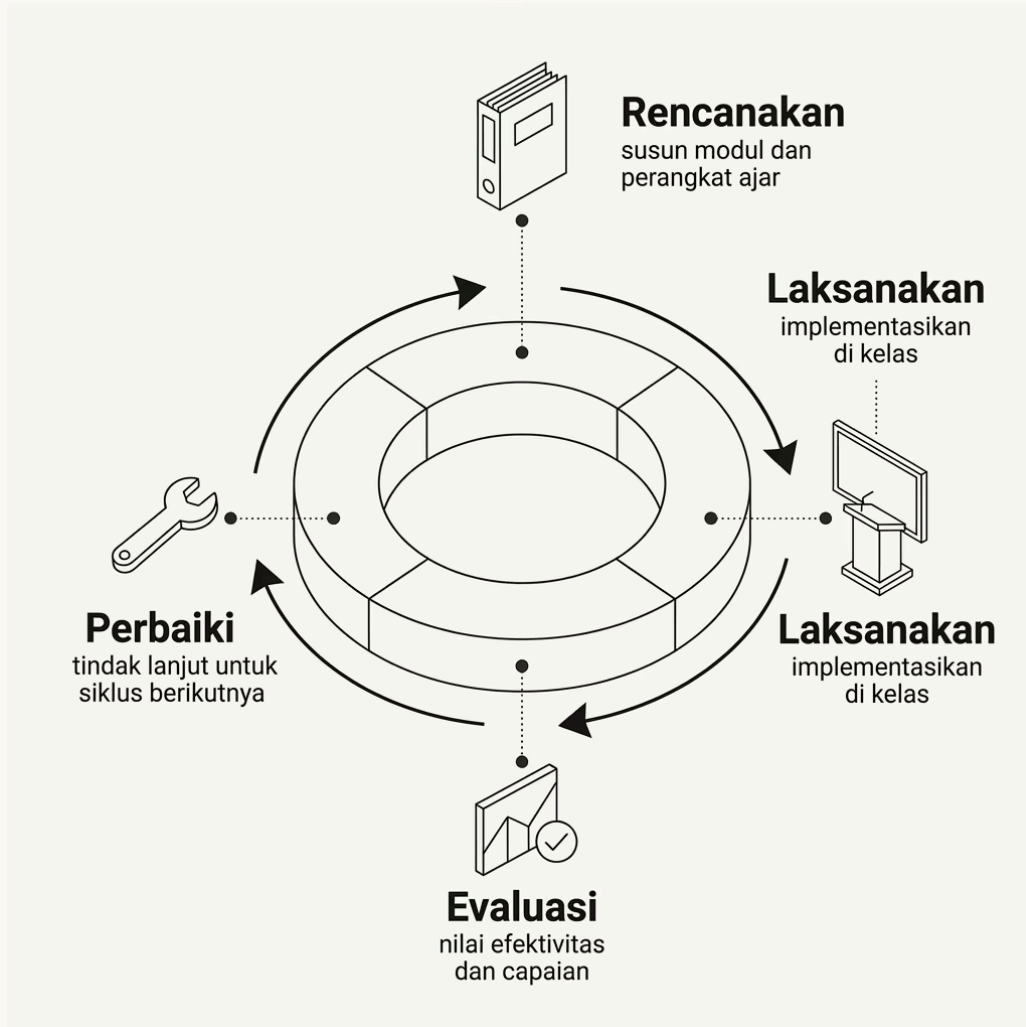 Rencanakan
susun modul dan
perangkat ajar
Laksanakan
implementasikan
di kelas
Perbaiki
tindak lanjut untuk
siklus berikutnya
Laksanakan
implementasikan
di kelas
Evaluasi
nilai efektivitas
dan capaian